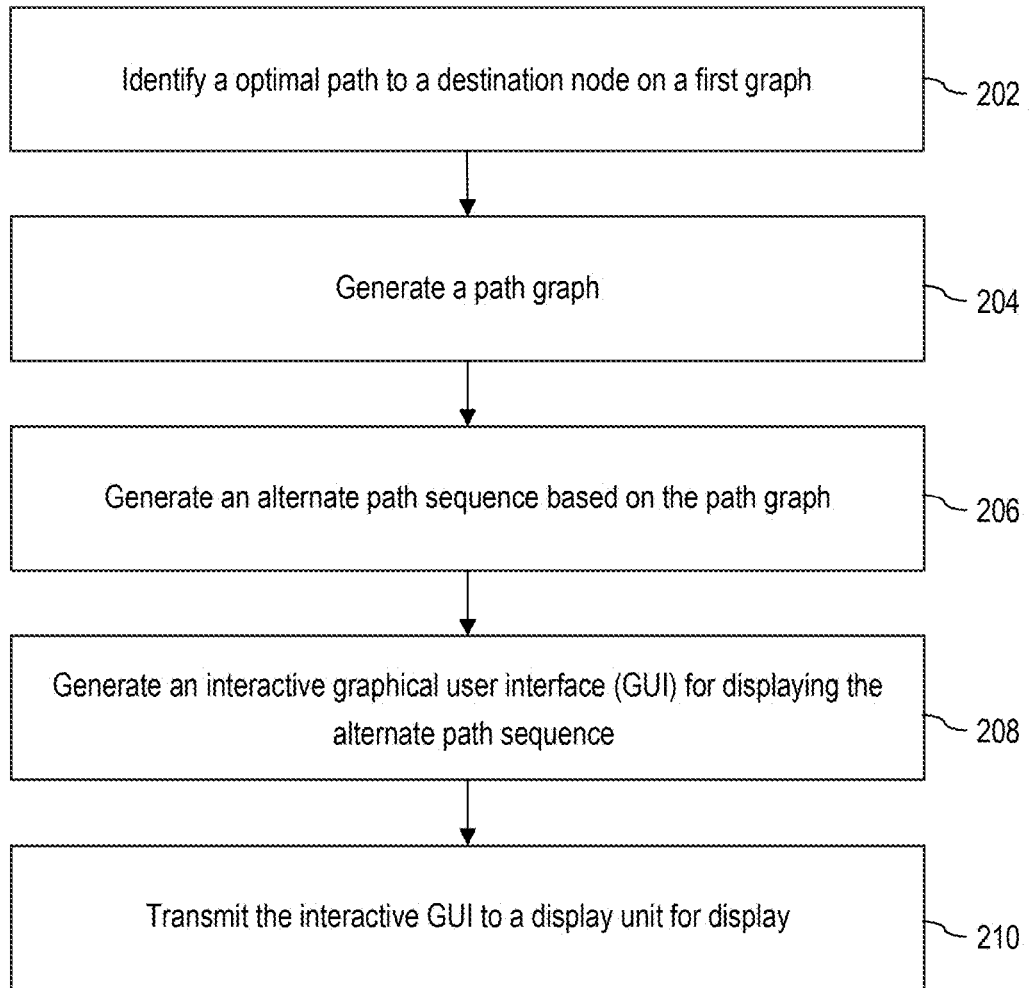 Identify a optimal path to a destination node on a first graph
202
Generate a path graph
204
Generate an alternate path sequence based on the path graph
206
Generate an interactive graphical user interface (GUI) for displaying the
alternate path sequence
208
Transmit the interactive GUI to a display unit for display
210